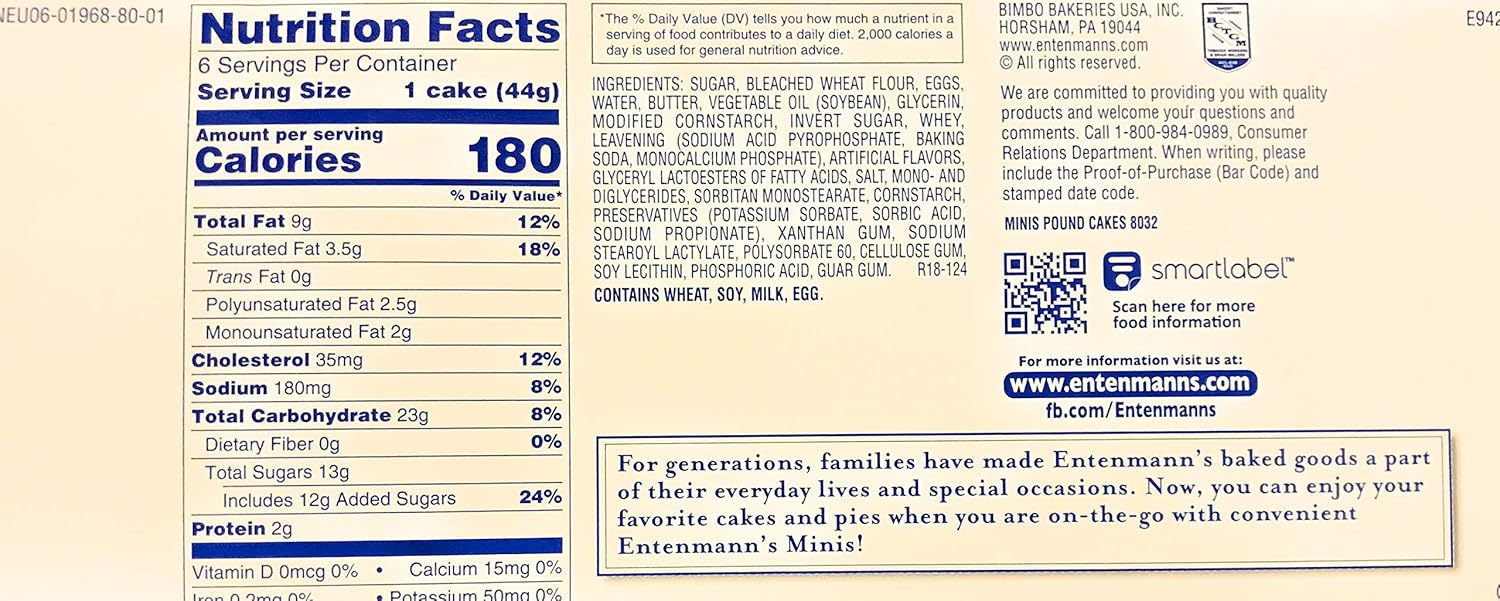 NEU06-01968-80-01
Nutrition Facts
6 Servings Per Container
Serving Size 1 cake (44g)
Amount per serving
Calories 180
% Daily Value*
Total Fat 9g 12%
Saturated Fat 3.5g 18%
Trans Fat 0g
Polyunsaturated Fat 2.5g
Monounsaturated Fat 2g
Cholesterol 35mg 12%
Sodium 180mg 8%
Total Carbohydrate 23g 8%
Dietary Fiber 0g 0%
Total Sugars 13g
Includes 12g Added Sugars 24%
Protein 2g
Vitamin D 0mcg 0% • Calcium 15mg 0%
Iron 0.2mg 0% • Potassium 50mg 0%
*The % Daily Value (DV) tells you how much a nutrient in a
serving of food contributes to a daily diet. 2,000 calories a
day is used for general nutrition advice.
INGREDIENTS: SUGAR, BLEACHED WHEAT FLOUR, EGGS,
WATER, BUTTER, VEGETABLE OIL (SOYBEAN), GLYCERIN,
MODIFIED CORNSTARCH, INVERT SUGAR, WHEY,
LEAVENING (SODIUM ACID PYROPHOSPHATE, BAKING
SODA, MONOCALCIUM PHOSPHATE), ARTIFICIAL FLAVORS,
GLYCERYL LACTOESTERS OF FATTY ACIDS, SALT, MONO- AND
DIGLYCERIDES, SORBITAN MONOSTEARATE, CORNSTARCH,
PRESERVATIVES (POTASSIUM SORBATE, SORBIC ACID,
SODIUM PROPIONATE), XANTHAN GUM, SODIUM
STEAROYL LACTYLATE, POLYSORBATE 60, CELLULOSE GUM,
SOY LECITHIN, PHOSPHORIC ACID, GUAR GUM. R18-124
CONTAINS WHEAT, SOY, MILK, EGG.
BIMBO BAKERIES USA, INC.
HORSHAM, PA 19044
www.entenmanns.com
© All rights reserved.
BCTGM
E942
We are committed to providing you with quality
products and welcome your questions and
comments. Call 1-800-984-0989, Consumer
Relations Department. When writing, please
include the Proof-of-Purchase (Bar Code) and
stamped date code.
MINIS POUND CAKES 8032
smartlabel™
Scan here for more
food information
For more information visit us at:
www.entenmanns.com
fb.com/Entenmanns
For generations, families have made Entenmann's baked goods a part
of their everyday lives and special occasions. Now, you can enjoy your
favorite cakes and pies when you are on-the-go with convenient
Entenmann's Minis!